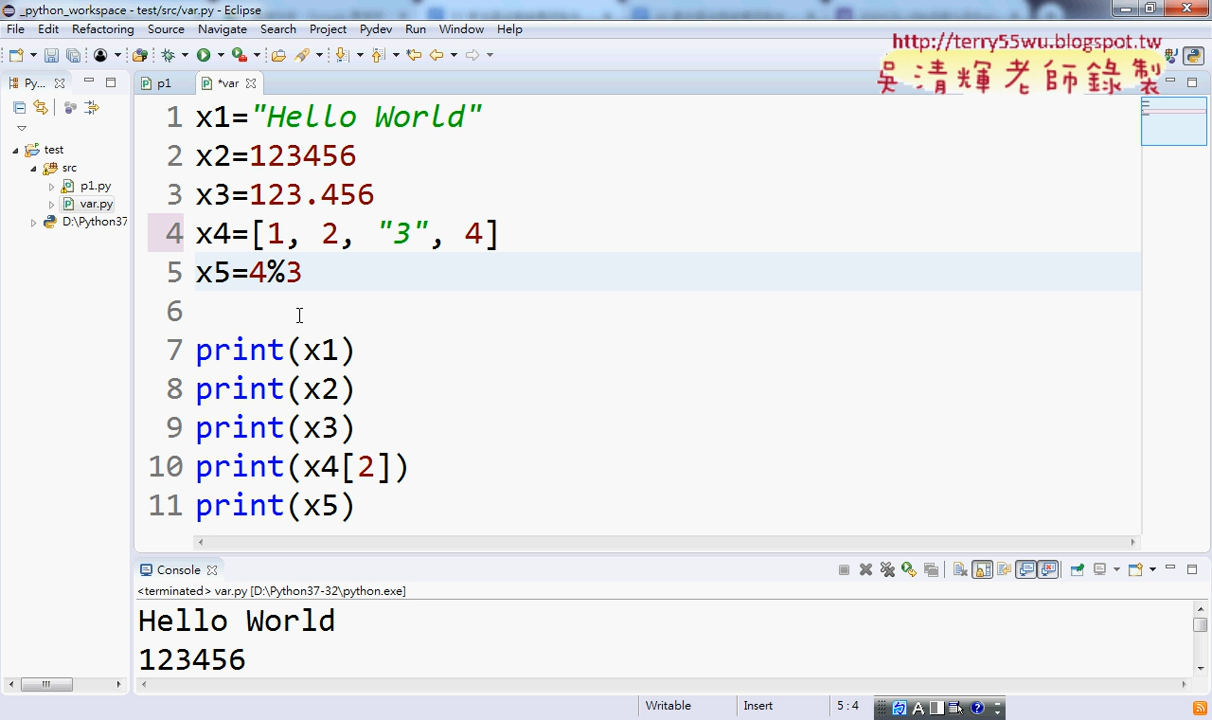 _python_workspace - test/src/var.py - Eclipse
File Edit Refactoring Source Navigate Search Project Pydev Run Window Help
http://terry55wu.blogspot.tw
吳清輝老師錄製
Py...
p1
*var
test
src
p1.py
var.py
D:\Python37
1 x1="Hello World"
2 x2=123456
3 x3=123.456
4 x4=[1, 2, "3", 4]
5 x5=4%3
6
7 print(x1)
8 print(x2)
9 print(x3)
10 print(x4[2])
11 print(x5)
Console
<terminated> var.py [D:\Python37-32\python.exe]
Hello World
123456
Writable Insert 5:4